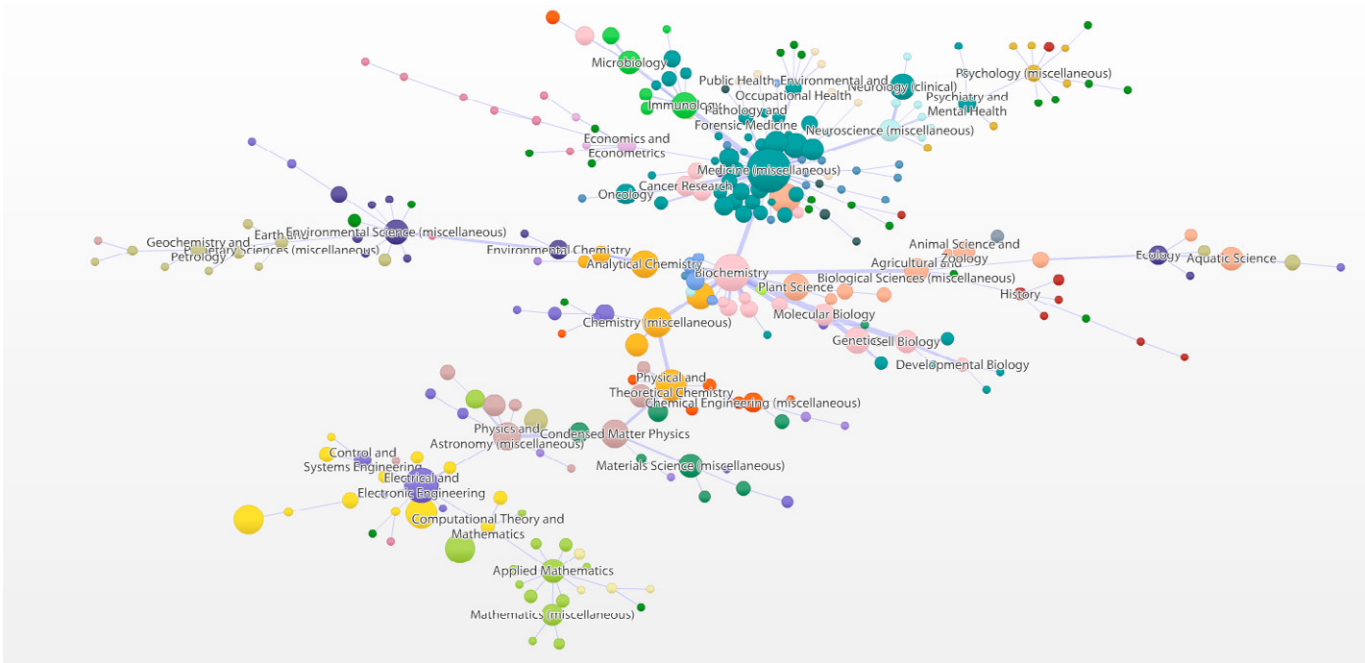 Microbiology
Psychology (miscellaneous)
Public Health, Environmental and
Occupational Health
Neurology (clinical)
Immunology
Psychiatry and
Mental Health
Pathology and
Forensic Medicine
Neuroscience (miscellaneous)
Economics and
Econometrics
Medicine (miscellaneous)
Cancer Research
Oncology
Environmental Science (miscellaneous)
Earth and
Planetary Sciences (miscellaneous)
Geochemistry and
Petrology
Environmental Chemistry
Analytical Chemistry
Biochemistry
Animal Science and
Zoology
Agricultural and
Biological Sciences (miscellaneous)
Ecology
Aquatic Science
Plant Science
History
Molecular Biology
Chemistry (miscellaneous)
Genetics
Cell Biology
Developmental Biology
Physical and
Theoretical Chemistry
Chemical Engineering (miscellaneous)
Physics and
Astronomy (miscellaneous)
Condensed Matter Physics
Control and
Systems Engineering
Materials Science (miscellaneous)
Electrical and
Electronic Engineering
Computational Theory and
Mathematics
Applied Mathematics
Mathematics (miscellaneous)